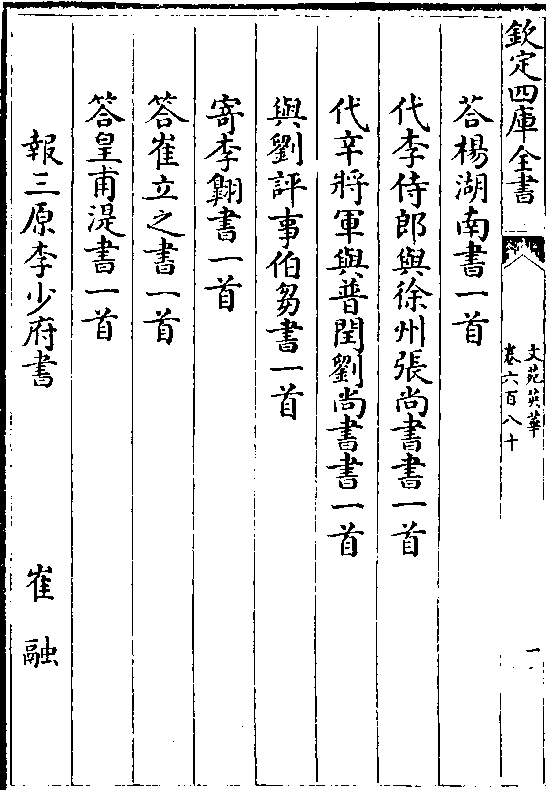 欽定四庫全書
文苑英華
卷六百八十
一
荅楊湖南書一首
代李侍郎與徐州張尚書書一首
代辛將軍與普閏劉尚書書一首
與劉評事伯芻書一首
寄李翺書一首
荅崔立之書一首
荅皇甫湜書一首
報三原李少府書 崔融